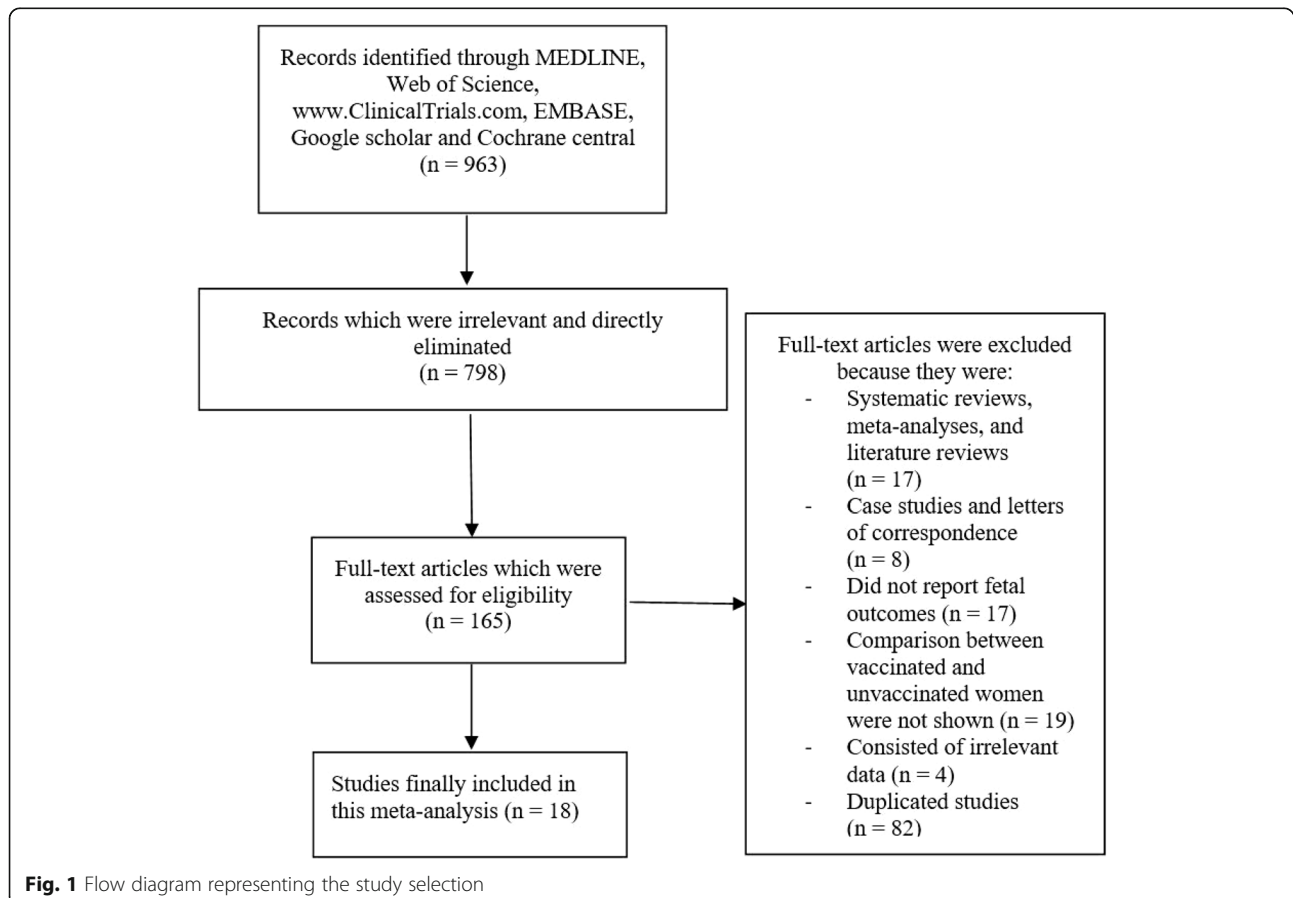 Records identified through MEDLINE,
Web of Science,
www.ClinicalTrials.com, EMBASE,
Google scholar and Cochrane central
(n = 963)
Records which were irrelevant and directly
eliminated
(n = 798)
Full-text articles which were
assessed for eligibility
(n = 165)
Full-text articles were excluded
because they were:
- Systematic reviews,
meta-analyses, and
literature reviews
(n = 17)
- Case studies and letters
of correspondence
(n = 8)
- Did not report fetal
outcomes (n = 17)
- Comparison between
vaccinated and
unvaccinated women
were not shown (n = 19)
- Consisted of irrelevant
data (n = 4)
- Duplicated studies
(n = 82)
Studies finally included in
this meta-analysis (n = 18)
Fig. 1 Flow diagram representing the study selection